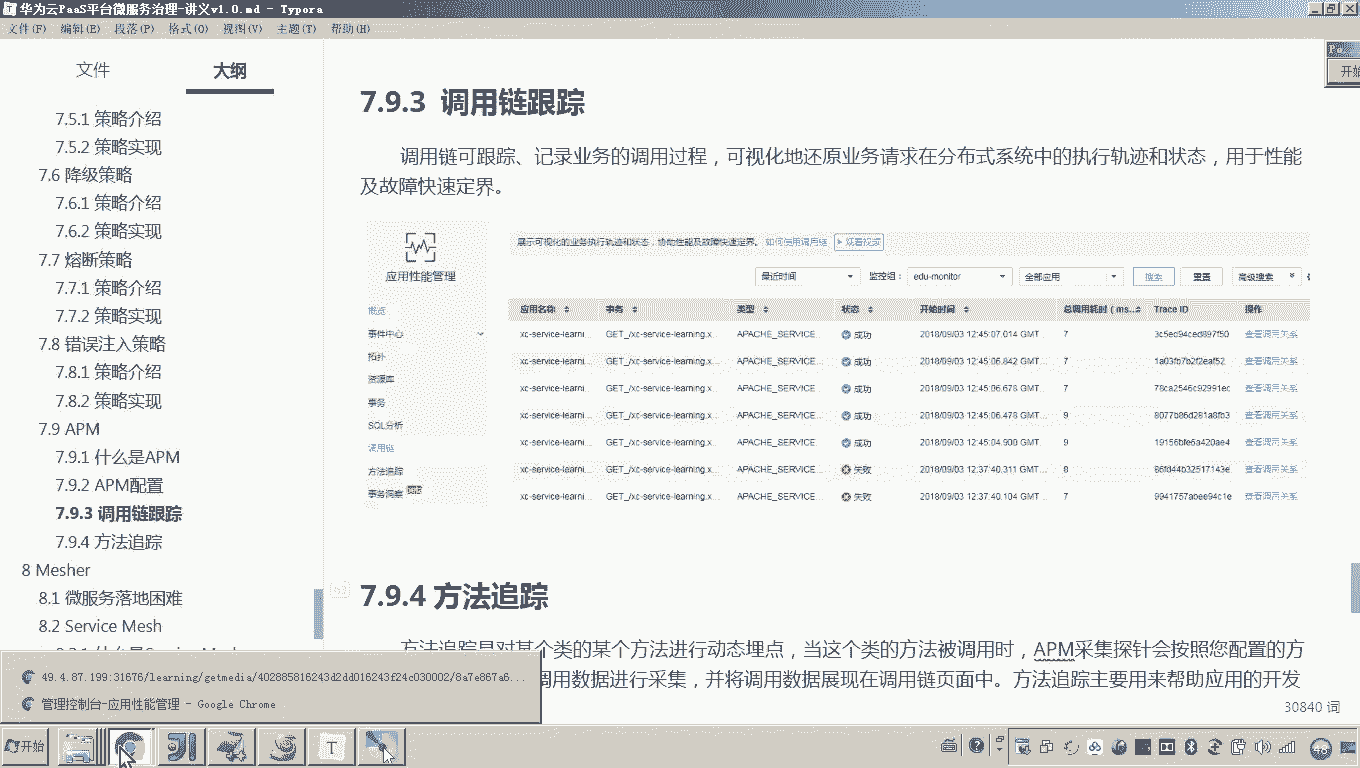 华为云PaaS平台微服务治理-讲义v1.0.md - Typora
文件(F) 编辑(E) 段落(P) 格式(O) 视图(V) 主题(T) 帮助(H)
文件 大纲
开始
7.5.1 策略介绍
7.5.2 策略实现
7.6 降级策略
7.6.1 策略介绍
7.6.2 策略实现
7.7 熔断策略
7.7.1 策略介绍
7.7.2 策略实现
7.8 错误注入策略
7.8.1 策略介绍
7.8.2 策略实现
7.9 APM
7.9.1 什么是APM
7.9.2 APM配置
7.9.3 调用链跟踪
7.9.4 方法追踪
8 Mesher
8.1 微服务落地困难
8.2 Service Mesh
7.9.3 调用链跟踪
调用链可跟踪、记录业务的调用过程，可视化地还原业务请求在分布式系统中的执行轨迹和状态，用于性能
及故障快速定界。
应用性能管理
概览
事件中心
拓扑
资源库
事务
SQL分析
调用链
方法追踪
事务洞察
展示可视化的业务执行轨迹和状态，协助性能及故障快速定界。 如何使用调用链 观看视频
最近时间 监控组： edu-monitor 全部应用 搜索 重置 高级搜索
应用名称 事务 类型 状态 开始时间 总调用耗时（ms... Trace ID 操作
xc-service-learni... GET_/xc-service-learning.x... APACHE_SERVICE... 成功 2018/09/03 12:45:07.014 GMT... 7 3c5ed94ced897f50 查看调用关系
xc-service-learni... GET_/xc-service-learning.x... APACHE_SERVICE... 成功 2018/09/03 12:45:06.842 GMT... 7 1a03fb7b2f2eaf52 查看调用关系
xc-service-learni... GET_/xc-service-learning.x... APACHE_SERVICE... 成功 2018/09/03 12:45:06.678 GMT... 7 78ca2546c92991ec 查看调用关系
xc-service-learni... GET_/xc-service-learning.x... APACHE_SERVICE... 成功 2018/09/03 12:45:06.478 GMT... 9 8077b86d281a8fb3 查看调用关系
xc-service-learni... GET_/xc-service-learning.x... APACHE_SERVICE... 成功 2018/09/03 12:45:04.900 GMT... 9 19156bfe6a420ae4 查看调用关系
xc-service-learni... GET_/xc-service-learning.x... APACHE_SERVICE... 失败 2018/09/03 12:37:40.311 GMT... 8 86fd44b32517143e 查看调用关系
xc-service-learni... GET_/xc-service-learning.x... APACHE_SERVICE... 失败 2018/09/03 12:37:40.104 GMT... 7 9941757abee94c1e 查看调用关系
7.9.4 方法追踪
方法追踪是对某个类的某个方法进行动态埋点，当这个类的方法被调用时，APM采集探针会按照您配置的方
调用数据进行采集，并将调用数据展现在调用链页面中。方法追踪主要用来帮助应用的开发
30840 词
49.4.87.199:31676/learning/getmedia/402885816243d2dd016243f24c030002/8a7e867a6...
管理控制台-应用性能管理 - Google Chrome
开始